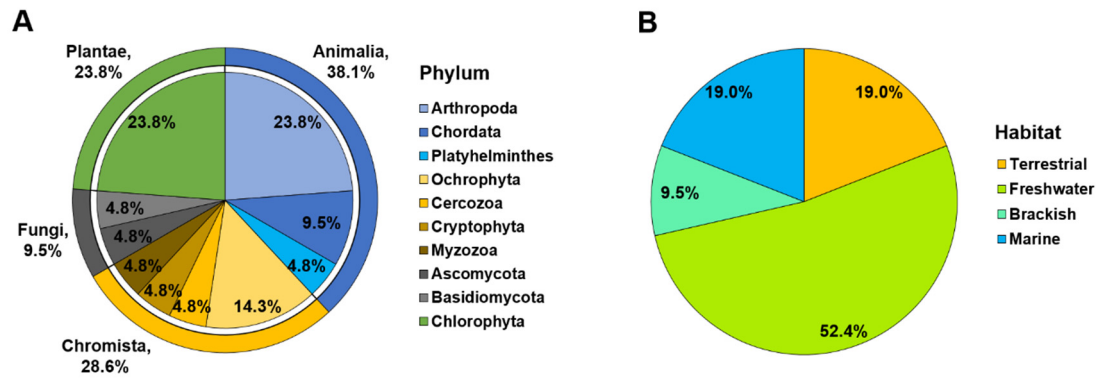 A
Plantae,
23.8%
Animalia,
38.1%
23.8%
23.8%
9.5%
4.8%
14.3%
4.8%
4.8%
4.8%
4.8%
4.8%
Fungi,
9.5%
Chromista,
28.6%
Phylum
Arthropoda
Chordata
Platyhelminthes
Ochrophyta
Cercozoa
Cryptophyta
Myzozoa
Ascomycota
Basidiomycota
Chlorophyta
B
19.0%
19.0%
9.5%
52.4%
Habitat
Terrestrial
Freshwater
Brackish
Marine